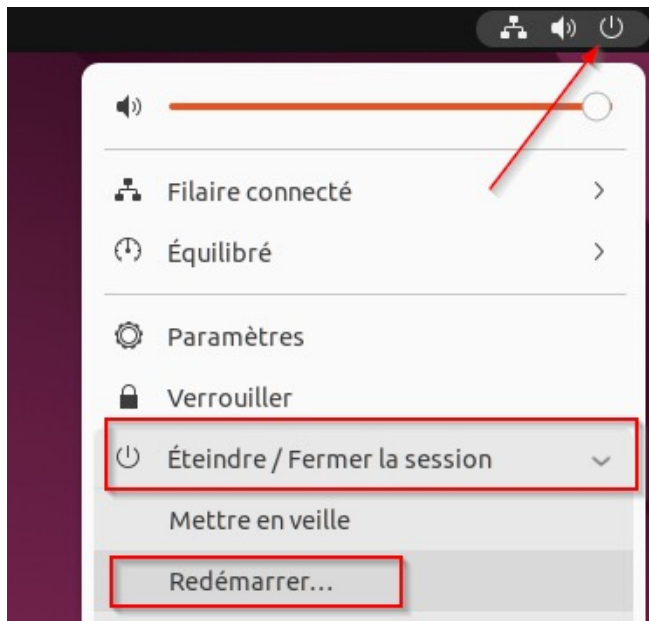 Filaire connecté
Équilibré
Paramètres
Verrouiller
Éteindre / Fermer la session
Mettre en veille
Redémarrer...